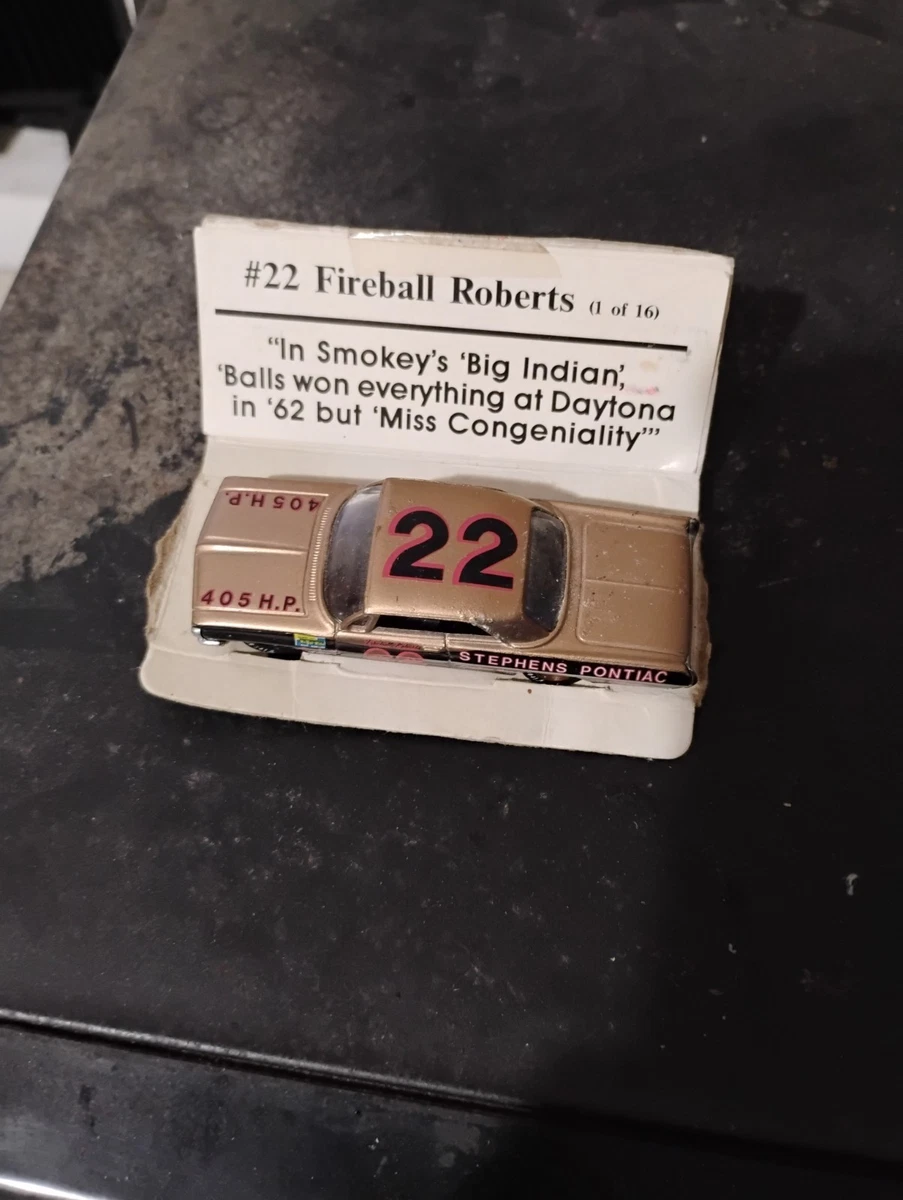 #22 Fireball Roberts (1 of 16)
“In Smokey’s ‘Big Indian’,
‘Balls won everything at Daytona
in ‘62 but ‘Miss Congeniality’”
405 H.P.
22
405 H.P.
STEPHENS PONTIAC